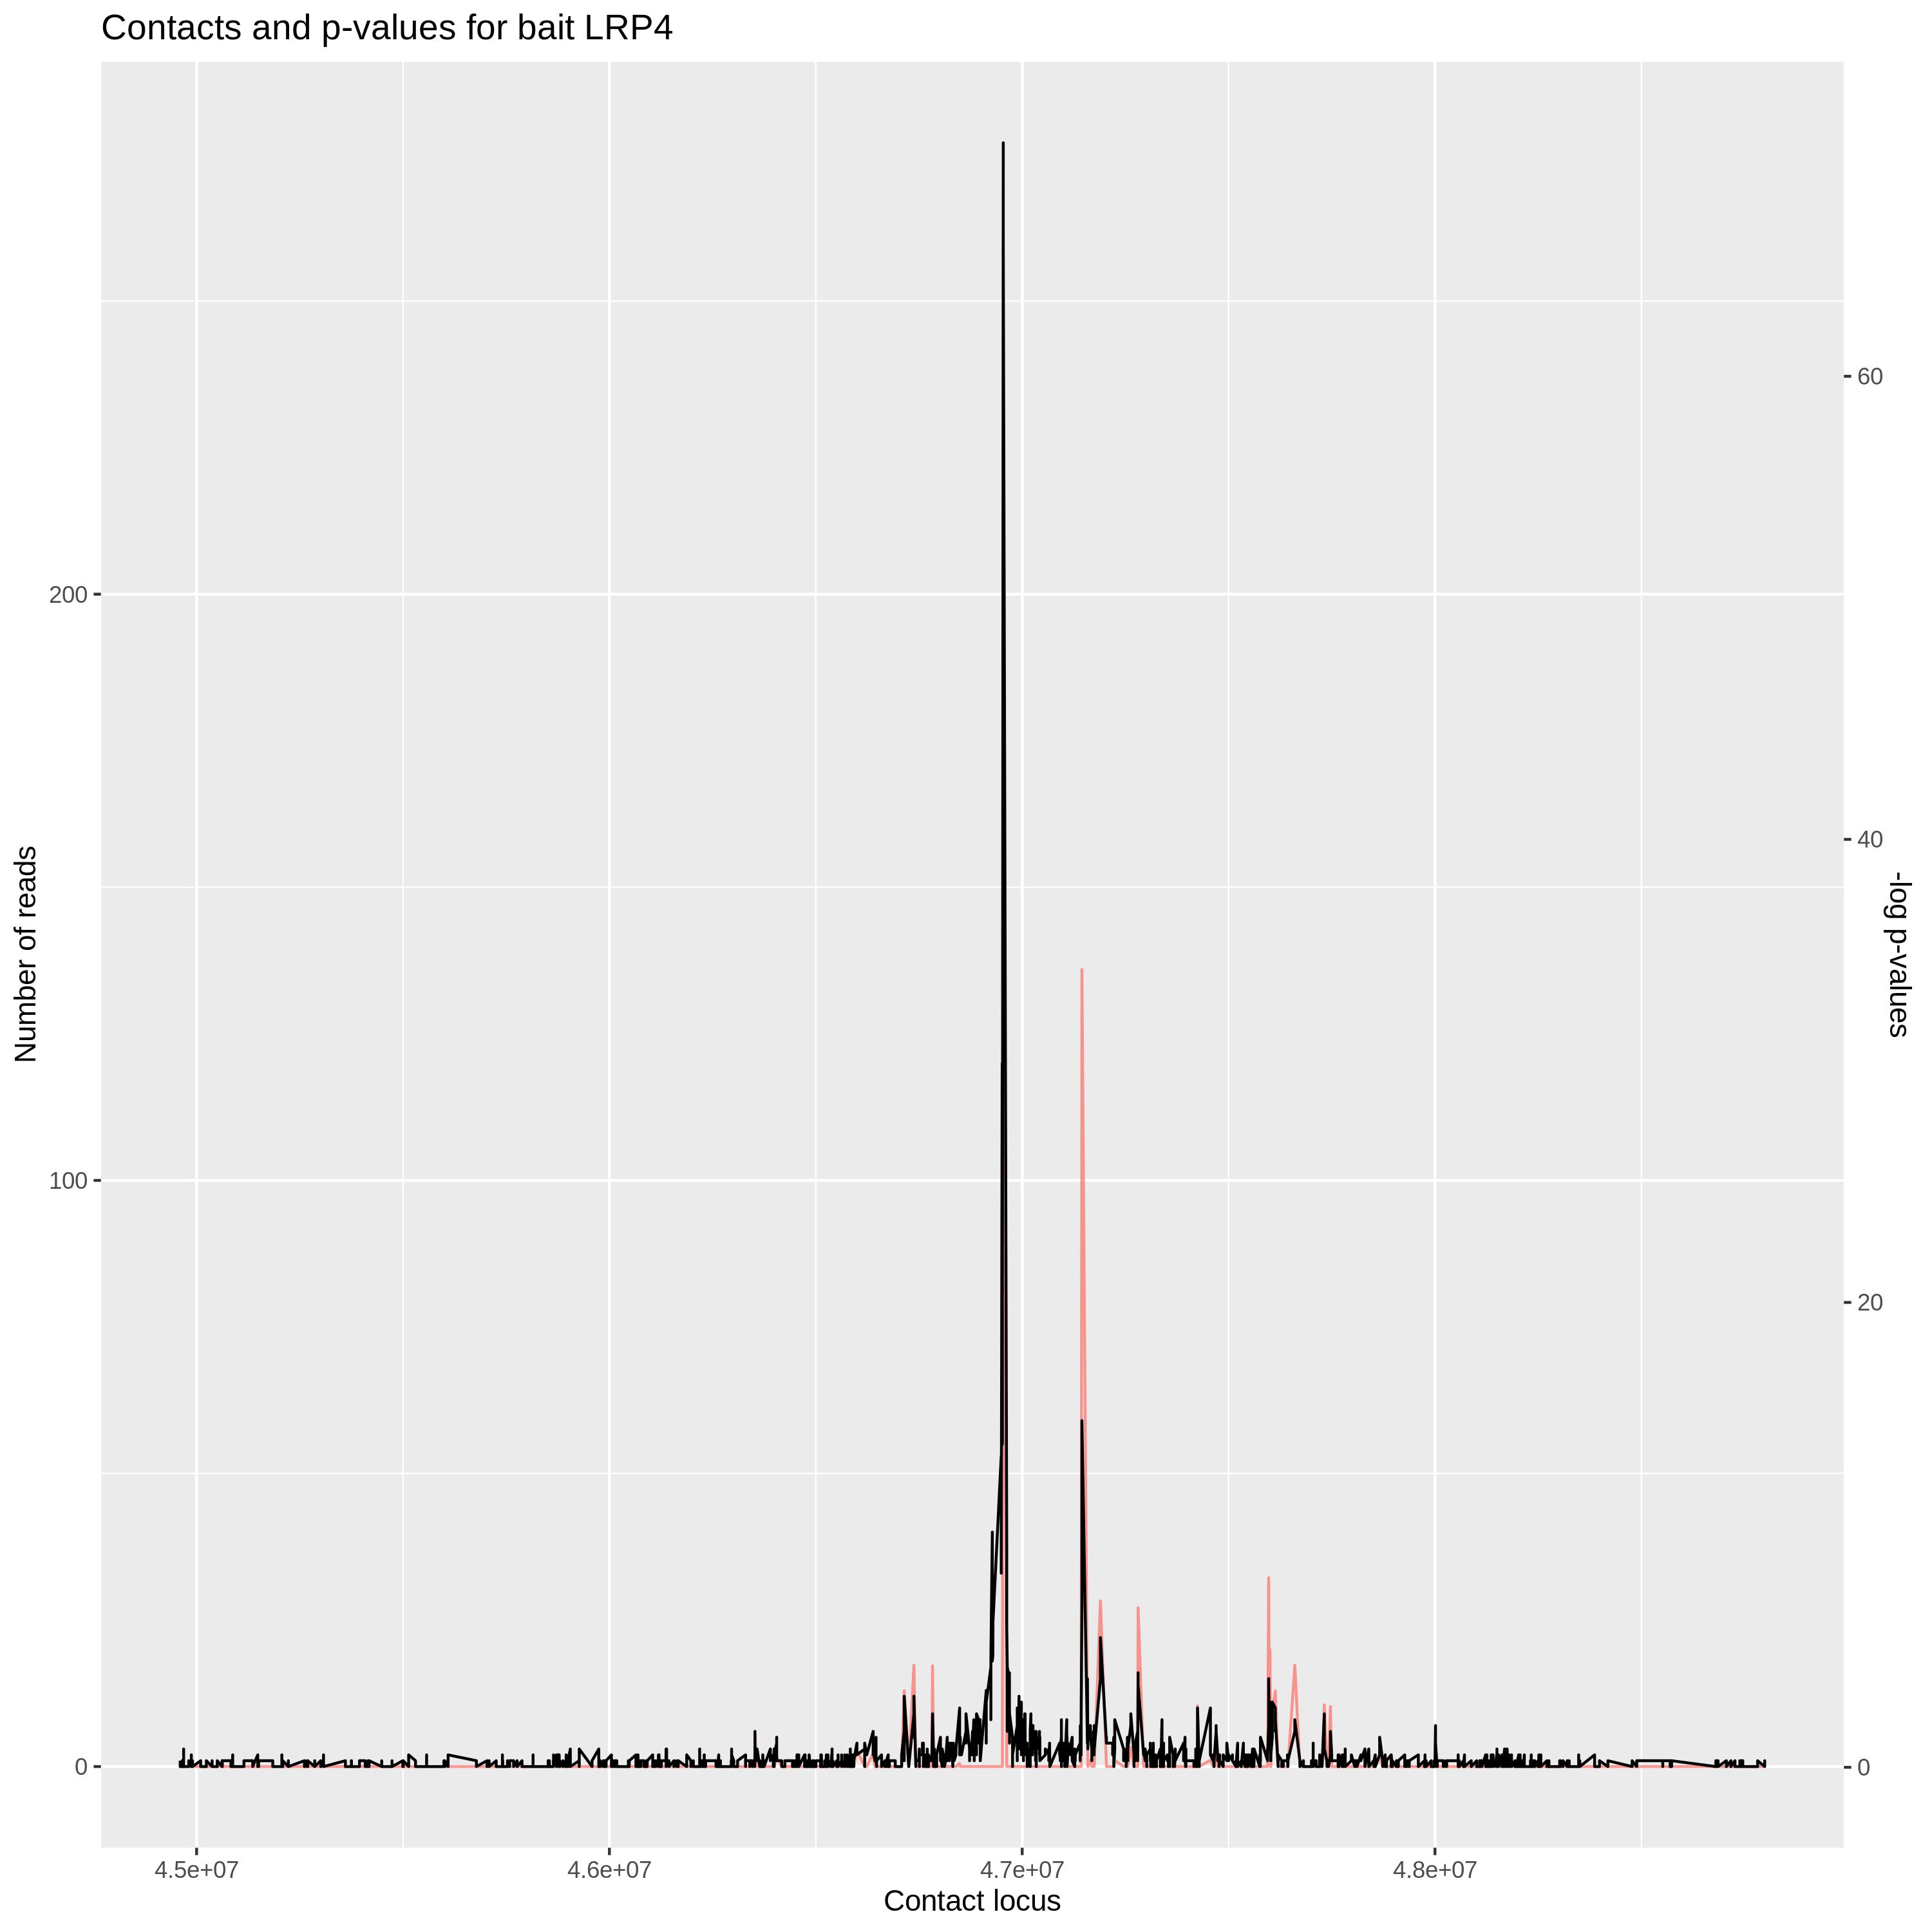 Contacts and p-values for bait LRP4
Number of reads
200
100
0
60
40
20
0
-log p-values
4.5e+07
4.6e+07
4.7e+07
4.8e+07
Contact locus